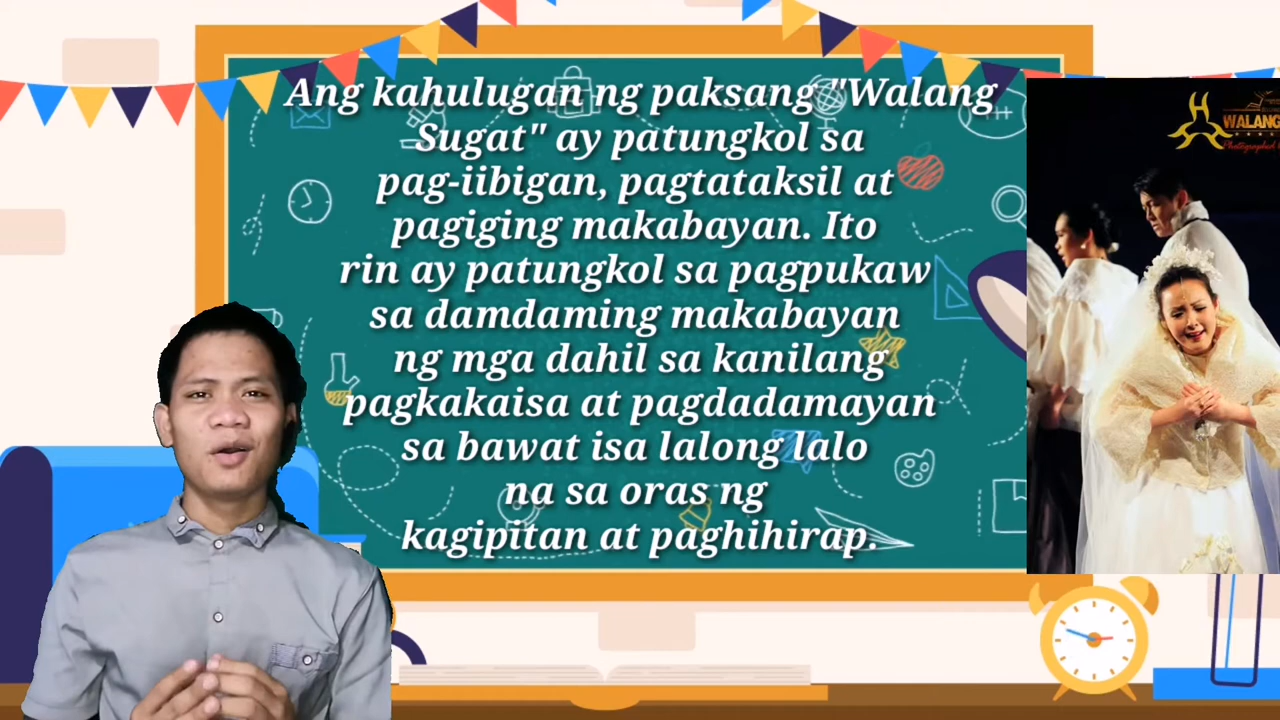 Ang kahulugan ng paksang "Walang
Sugat" ay patungkol sa
pag-iibigan, pagtataksil at
pagiging makabayan. Ito
rin ay patungkol sa pagpukaw
sa damdaming makabayan
ng mga dahil sa kanilang
pagkakaisa at pagdadamayan
sa bawat isa lalong lalo
na sa oras ng
kagipitan at paghihirap.
WALANG
Photographed